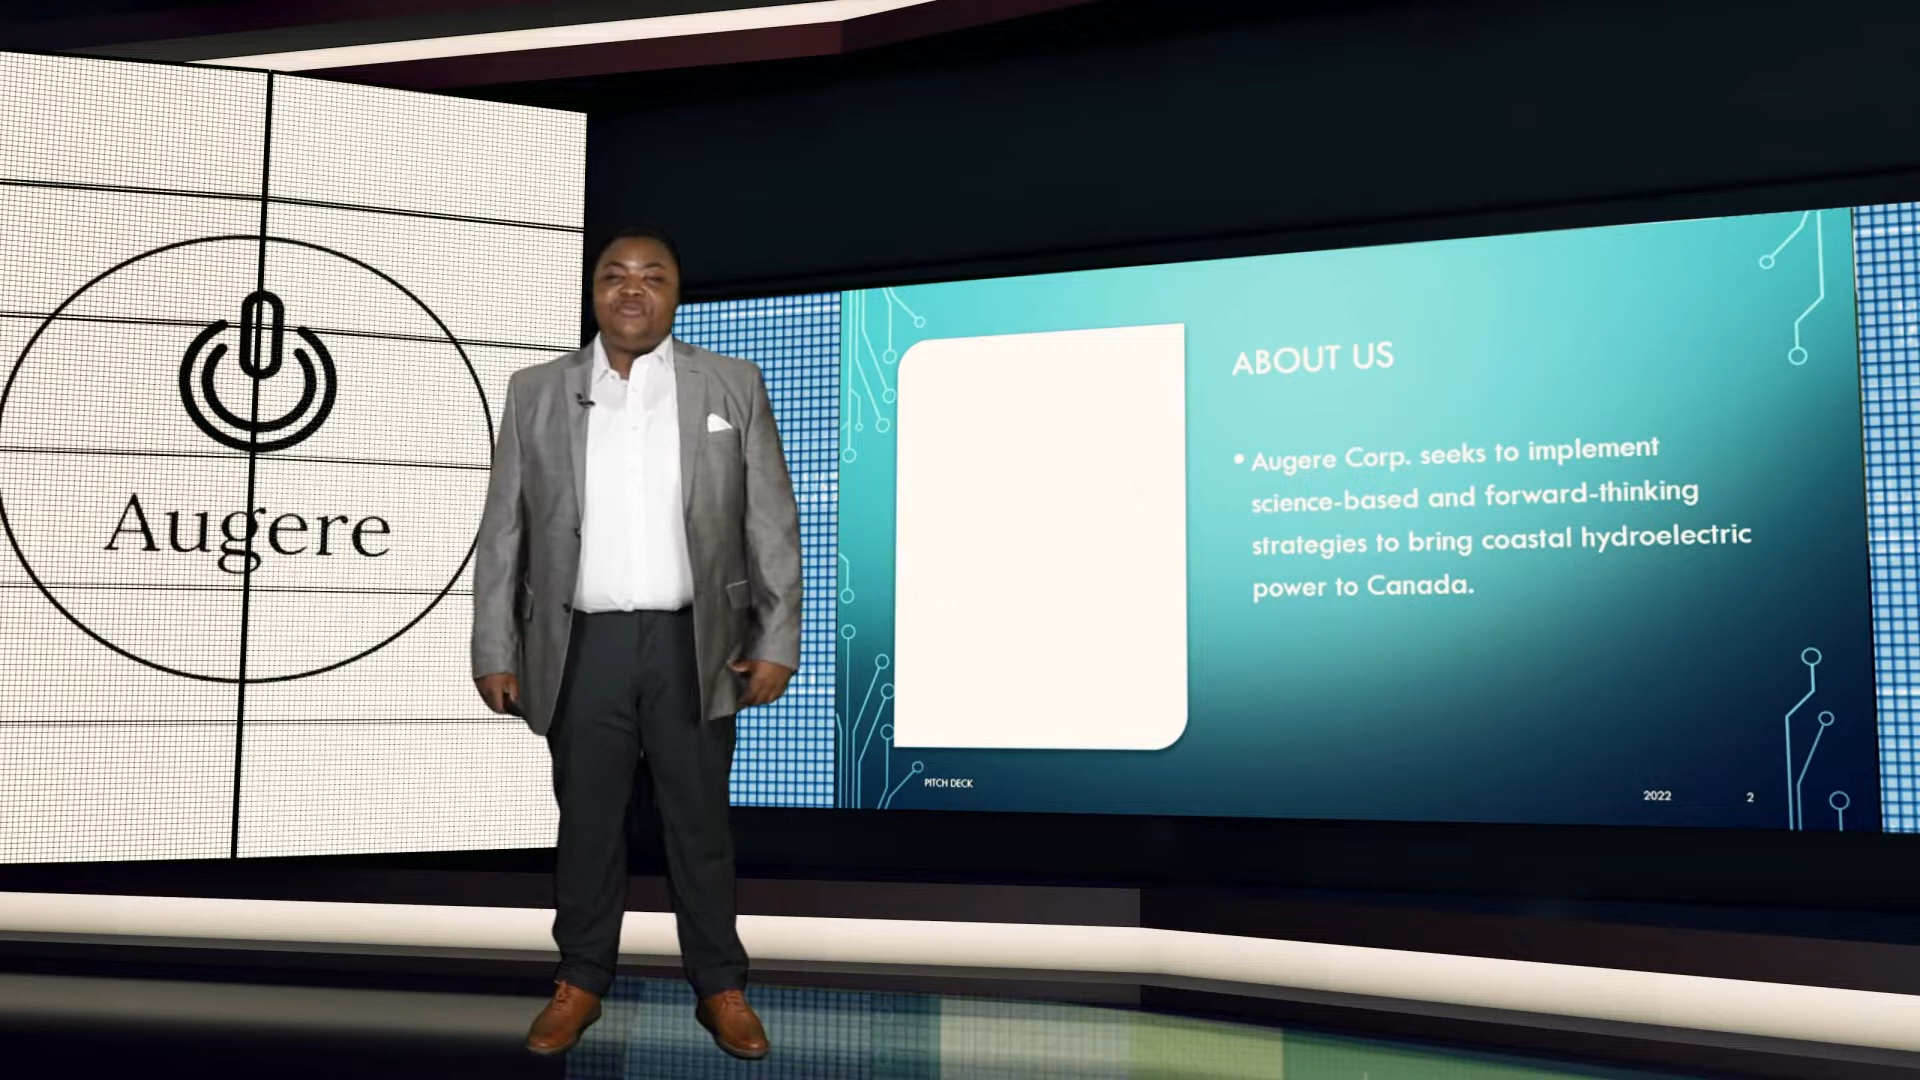 Augere
ABOUT US
• Augere Corp. seeks to implement
science-based and forward-thinking
strategies to bring coastal hydroelectric
power to Canada.
PITCH DECK
2022
2